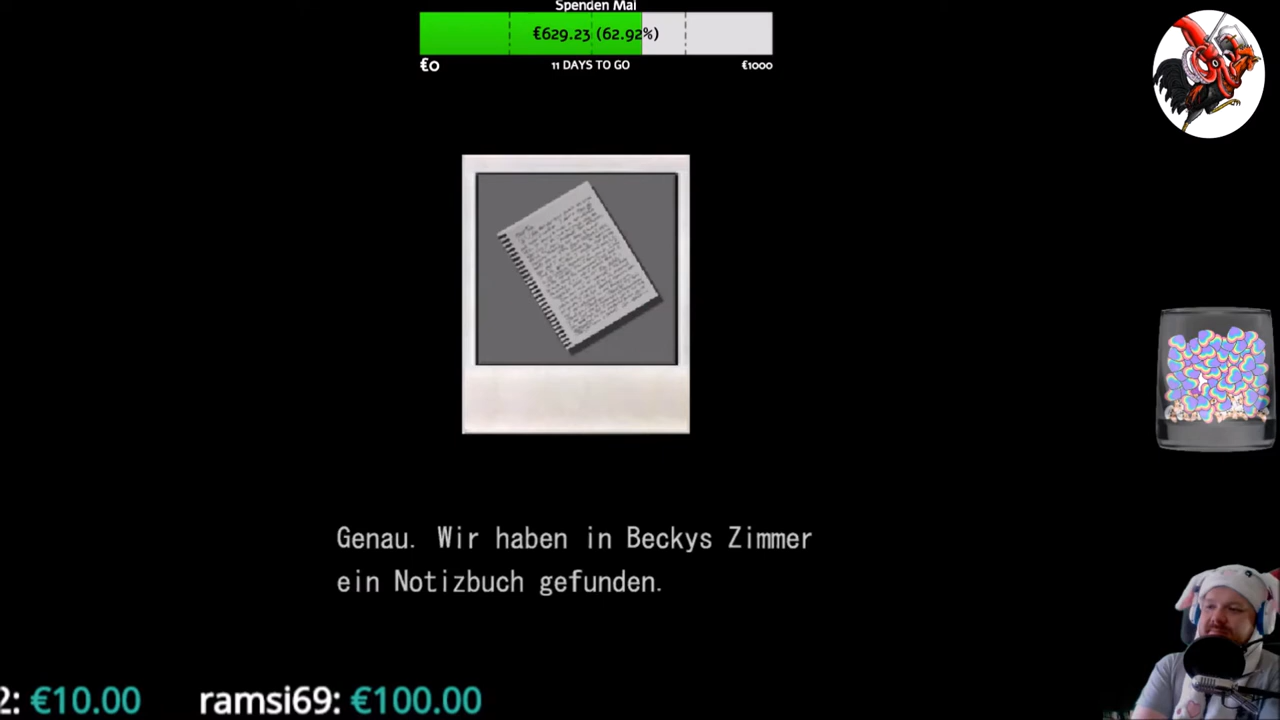 Spenden Mai
€629.23 (62.92%)
€0
11 DAYS TO GO
€1000
Genau. Wir haben in Beckys Zimmer
ein Notizbuch gefunden.
2: €10.00
ramsi69: €100.00